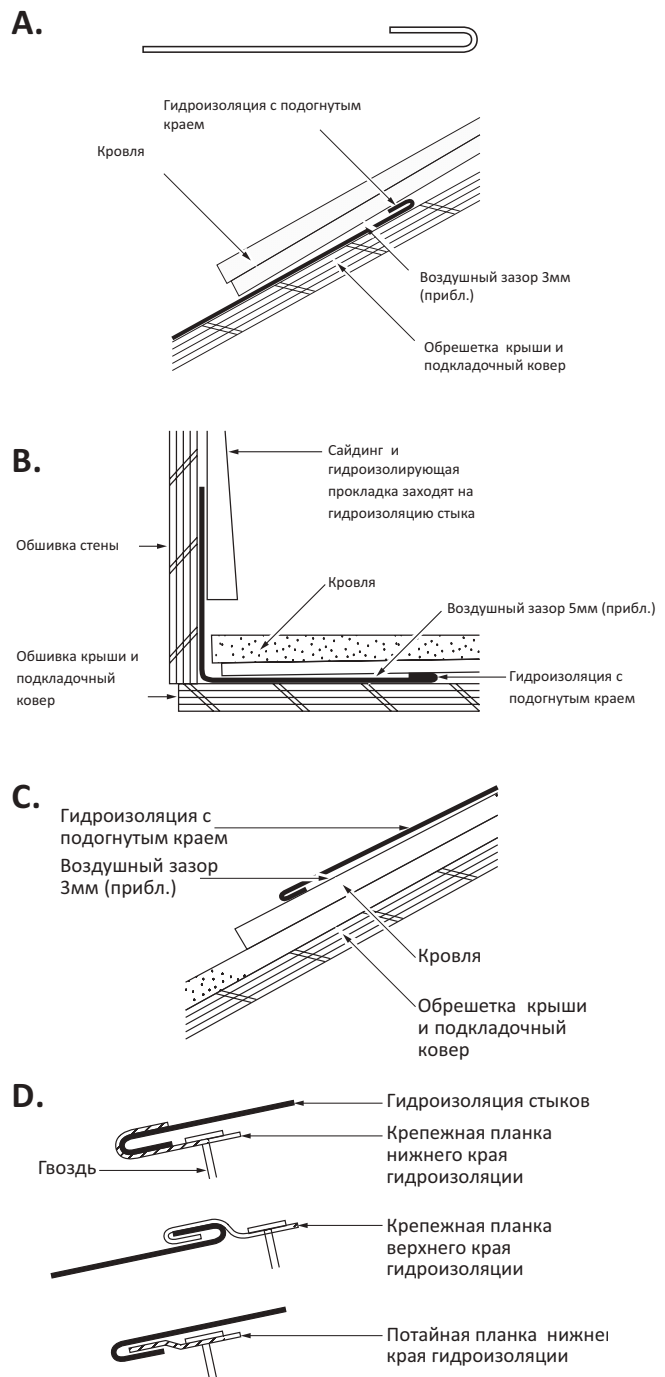 A.
Гидроизоляция с подогнутым
краем
Кровля
Воздушный зазор 3мм
(прибл.)
Обрешетка крыши и
подкладочный ковер
B.
Сайдинг и
гидроизолирующая
прокладка заходят на
гидроизоляцию стыка
Обшивка стены
Кровля
Воздушный зазор 5мм (прибл.)
Обшивка крыши и
подкладочный
ковер
Гидроизоляция с
подогнутым краем
C.
Гидроизоляция с
подогнутым краем
Воздушный зазор
3мм (прибл.)
Кровля
Обрешетка крыши
и подкладочный
ковер
D.
Гидроизоляция стыков
Крепежная планка
нижнего края
гидроизоляции
Гвоздь
Крепежная планка
верхнего края
гидроизоляции
Потайная планка нижне
края гидроизоляции